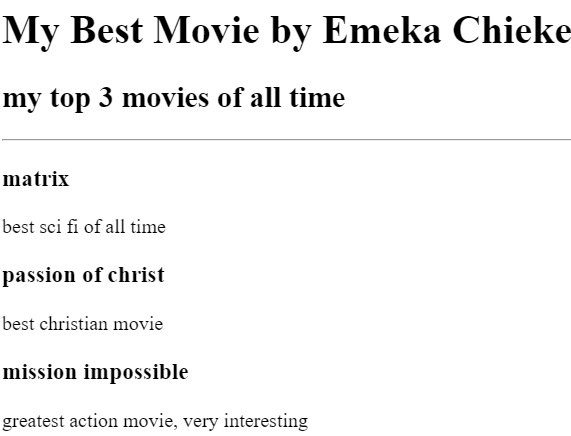 My Best Movie by Emeka Chieke
my top 3 movies of all time
matrix
best sci fi of all time
passion of christ
best christian movie
mission impossible
greatest action movie, very interesting